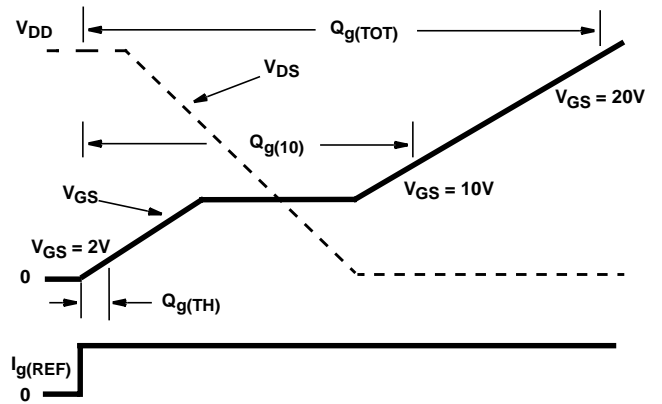 V_DD
Q_g(TOT)
V_DS
V_GS = 20V
Q_g(10)
V_GS
V_GS = 10V
V_GS = 2V
0
Q_g(TH)
I_g(REF)
0